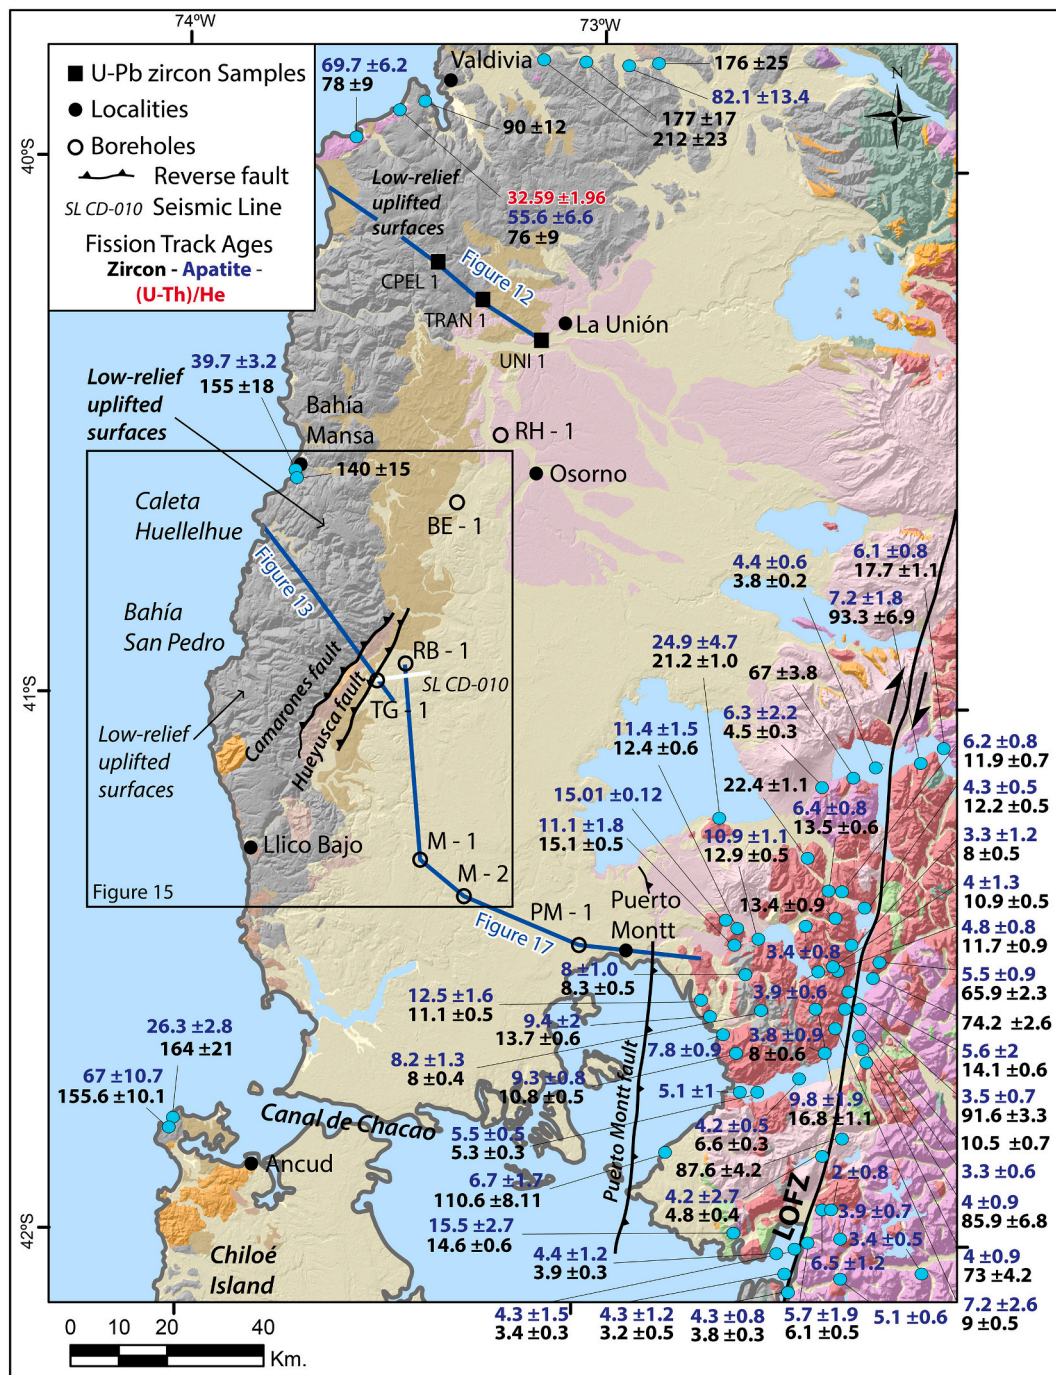 74ºW
73ºW
U-Pb zircon Samples
Localities
Boreholes
Reverse fault
SL CD-010 Seismic Line
Fission Track Ages
Zircon - Apatite -
(U-Th)/He
N
69.7 ±6.2
78 ±9
Valdivia
176 ±25
82.1 ±13.4
177 ±17
212 ±23
90 ±12
40ºS
Low-relief
uplifted
surfaces
32.59 ±1.96
55.6 ±6.6
76 ±9
Figure 12
CPEL 1
TRAN 1
UNI 1
La Unión
39.7 ±3.2
155 ±18
Low-relief
uplifted
surfaces
Bahía
Mansa
140 ±15
RH - 1
Osorno
BE - 1
Caleta
Huellelhue
Figure 13
Bahía
San Pedro
RB - 1
SL CD-010
TG - 1
Camarones fault
Hueyusca fault
41ºS
Low-relief
uplifted
surfaces
Llico Bajo
Figure 15
M - 1
M - 2
PM - 1
Figure 17
Puerto
Montt
6.1 ±0.8
17.7 ±1.1
4.4 ±0.6
3.8 ±0.2
7.2 ±1.8
93.3 ±6.9
24.9 ±4.7
21.2 ±1.0
67 ±3.8
6.3 ±2.2
4.5 ±0.3
11.4 ±1.5
12.4 ±0.6
22.4 ±1.1
6.4 ±0.8
13.5 ±0.6
15.01 ±0.12
11.1 ±1.8
15.1 ±0.5
10.9 ±1.1
12.9 ±0.5
13.4 ±0.9
6.2 ±0.8
11.9 ±0.7
4.3 ±0.5
12.2 ±0.5
3.3 ±1.2
8 ±0.5
4 ±1.3
10.9 ±0.5
4.8 ±0.8
11.7 ±0.9
5.5 ±0.9
65.9 ±2.3
74.2 ±2.6
5.6 ±2
14.1 ±0.6
3.5 ±0.7
91.6 ±3.3
10.5 ±0.7
3.3 ±0.6
4 ±0.9
85.9 ±6.8
4 ±0.9
73 ±4.2
7.2 ±2.6
9 ±0.5
3.4 ±0.8
8 ±1.0
8.3 ±0.5
3.9 ±0.6
12.5 ±1.6
11.1 ±0.5
9.4 ±2
13.7 ±0.6
3.8 ±0.9
8 ±0.6
7.8 ±0.9
8.2 ±1.3
8 ±0.4
9.3 ±0.8
10.8 ±0.5
5.1 ±1
9.8 ±1.9
16.8 ±1.1
26.3 ±2.8
164 ±21
67 ±10.7
155.6 ±10.1
Canal de Chacao
Puerto Montt fault
5.5 ±0.5
5.3 ±0.3
4.2 ±0.5
6.6 ±0.3
87.6 ±4.2
6.7 ±1.7
110.6 ±8.11
2 ±0.8
4.2 ±2.7
4.8 ±0.4
3.9 ±0.7
LOFZ
Ancud
15.5 ±2.7
14.6 ±0.6
3.4 ±0.5
42ºS
Chiloé
Island
4.4 ±1.2
3.9 ±0.3
6.5 ±1.2
4.3 ±1.5
3.4 ±0.3
4.3 ±1.2
3.2 ±0.5
4.3 ±0.8
3.8 ±0.3
5.7 ±1.9
6.1 ±0.5
5.1 ±0.6
0 10 20 40
Km.